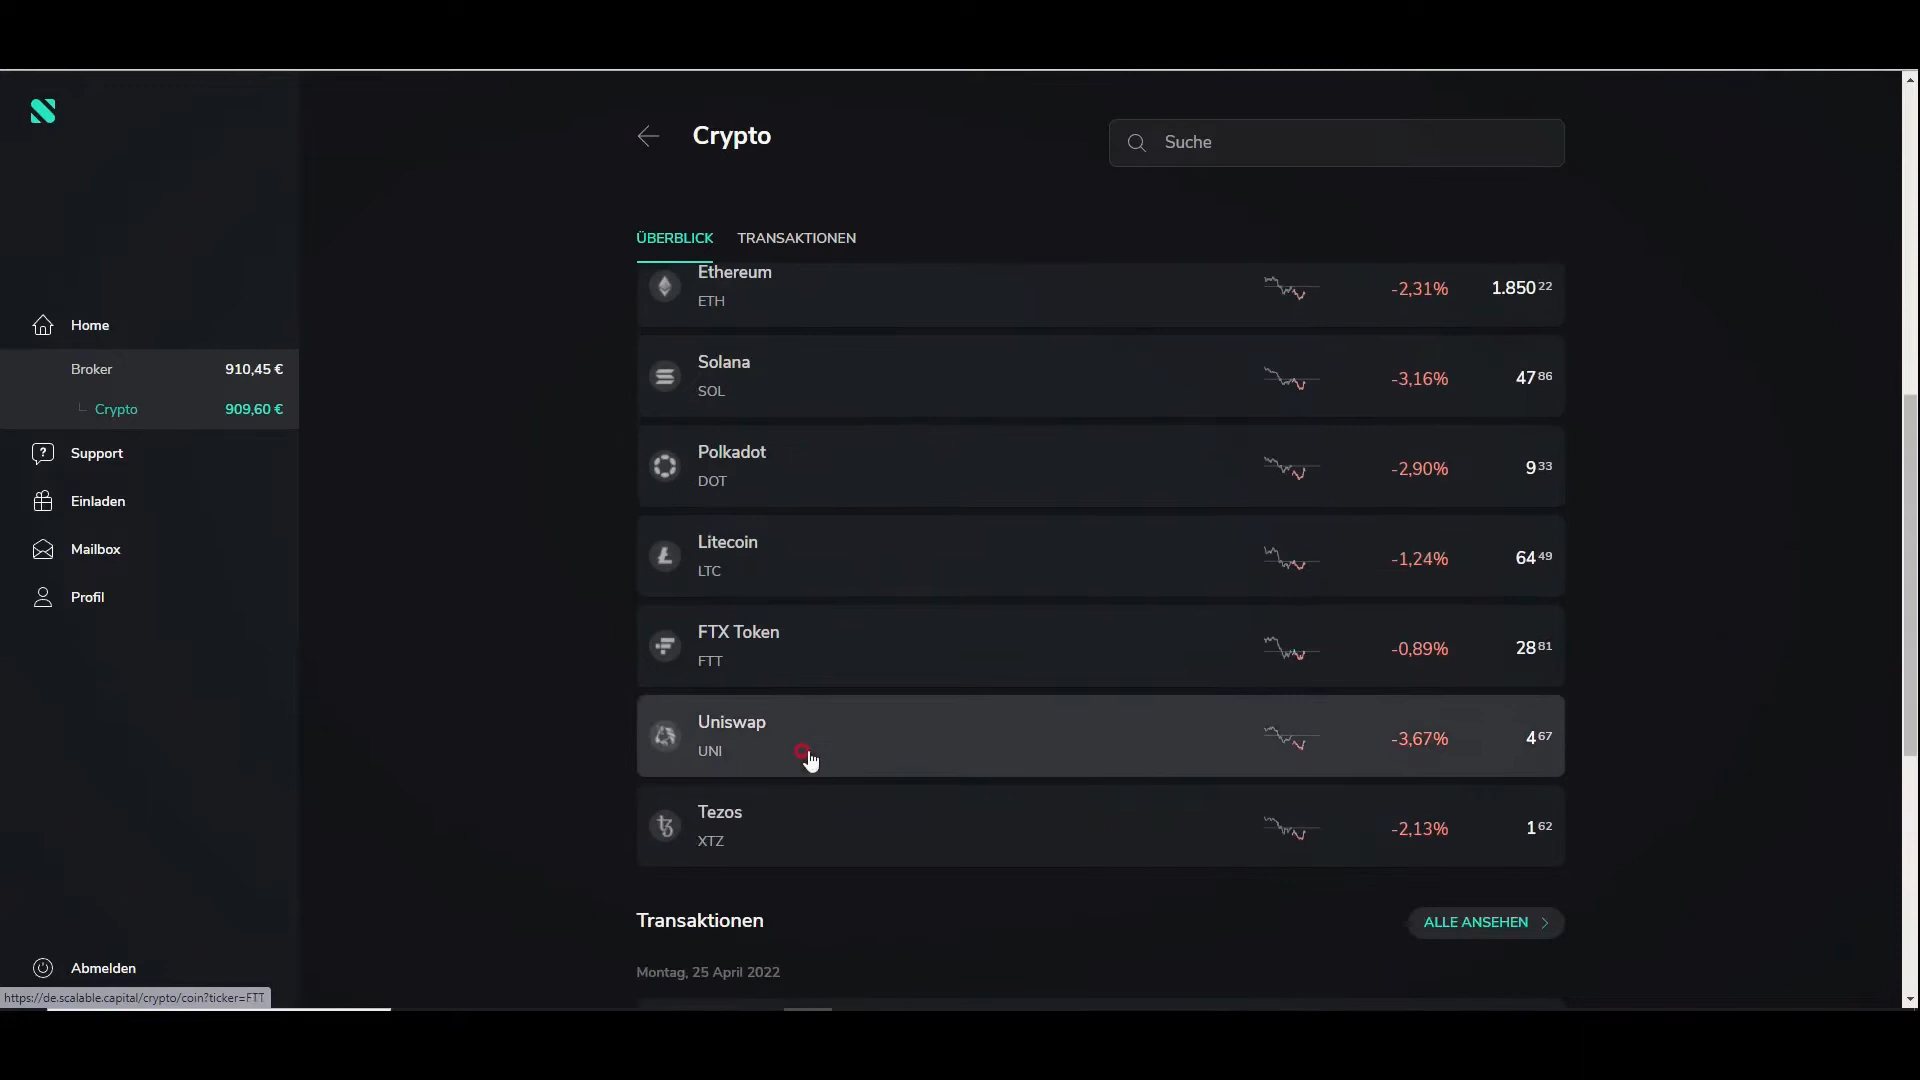 Crypto
Suche
ÜBERBLICK TRANSAKTIONEN
Home
Broker 910,45 €
Crypto 909,60 €
Support
Einladen
Mailbox
Profil
Abmelden
https://de.scalable.capital/crypto/coin?ticker=FTT
Ethereum
ETH
-2,31% 1.850 22
Solana
SOL
-3,16% 47 86
Polkadot
DOT
-2,90% 9 33
Litecoin
LTC
-1,24% 64 49
FTX Token
FTT
-0,89% 28 81
Uniswap
UNI
-3,67% 4 67
Tezos
XTZ
-2,13% 1 62
Transaktionen
ALLE ANSEHEN
Montag, 25 April 2022